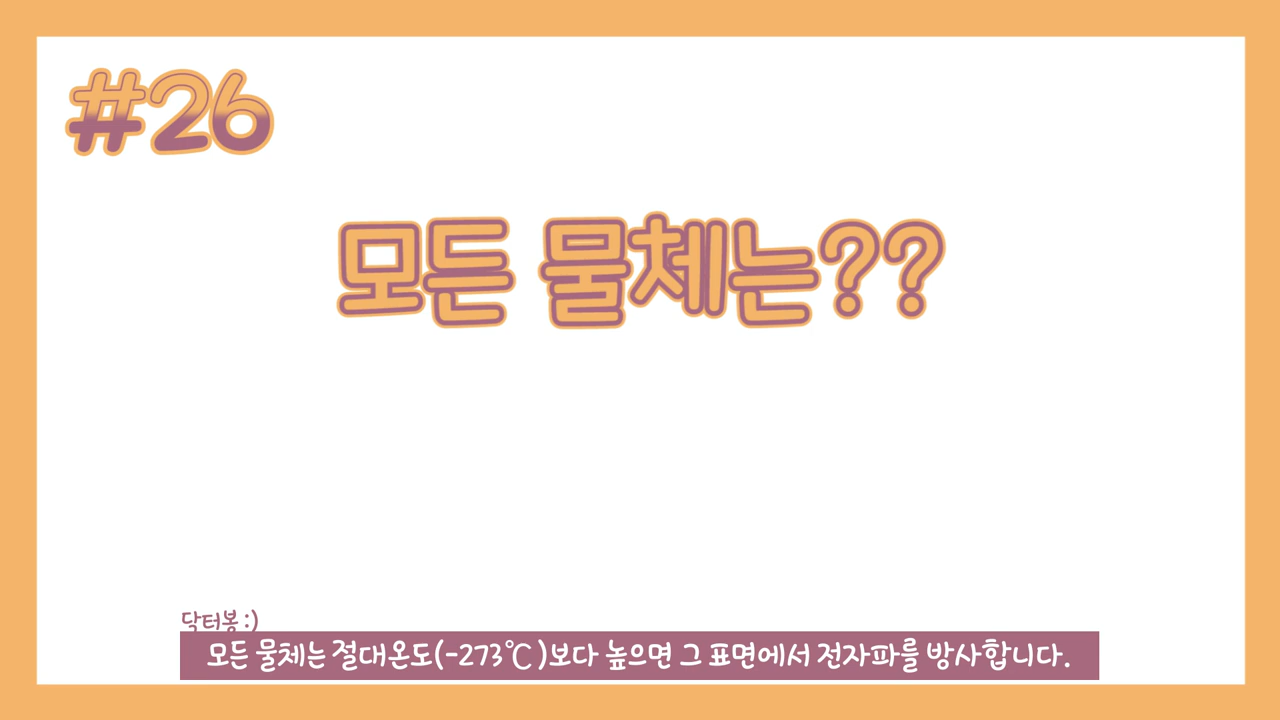 #26
모든 물체는??
닥터봉 :)
모든 물체는 절대온도(-273℃)보다 높으면 그 표면에서 전자파를 방사합니다.